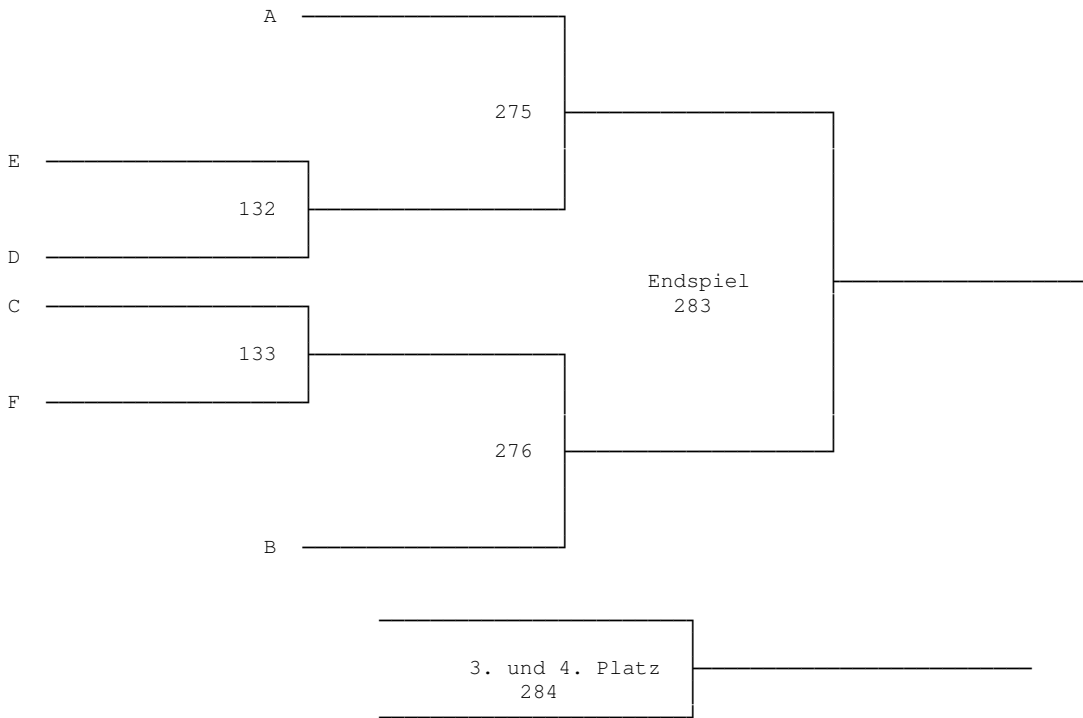 A
275
E
132
D
Endspiel
C
283
133
F
276
B
3. und 4. Platz
284